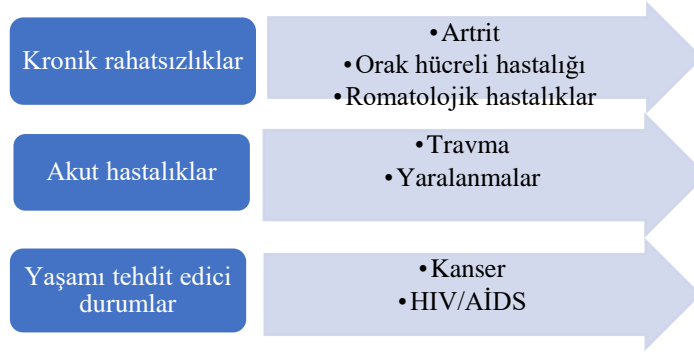 Kronik rahatsızlıklar
•Artrit
•Orak hücreli hastalığı
•Romatolojik hastalıklar
Akut hastalıklar
•Travma
•Yaralanmalar
Yaşamı tehdit edici
durumlar
•Kanser
•HIV/AİDS